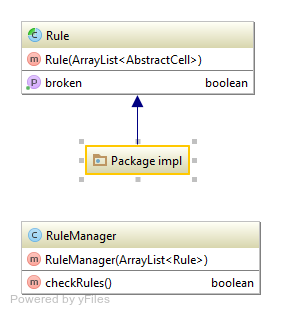 Rule
Rule(ArrayList<AbstractCell>)
broken boolean
Package impl
RuleManager
RuleManager(ArrayList<Rule>)
checkRules() boolean
Powered by yFiles